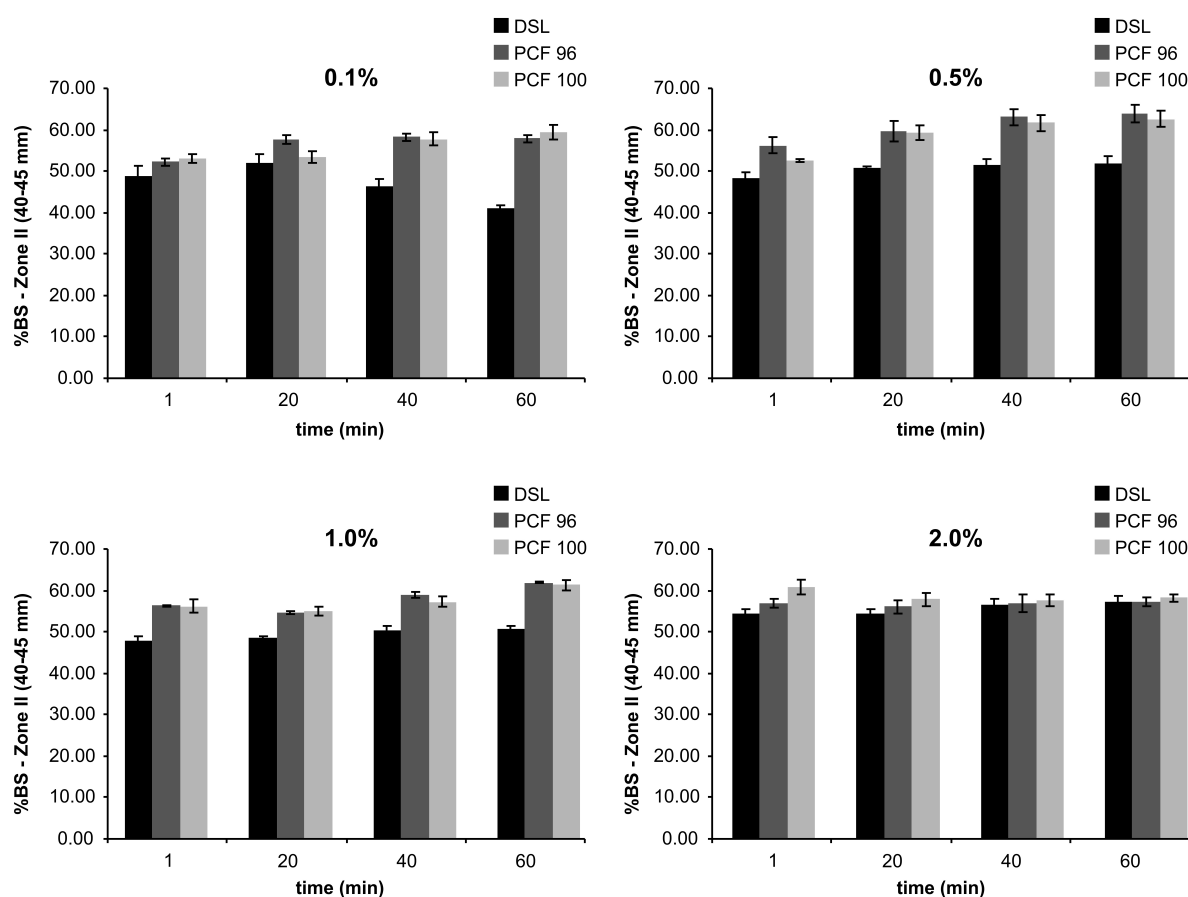 DSL
PCF 96
PCF 100
0.1%
70.00
60.00
50.00
40.00
30.00
20.00
10.00
0.00
%BS - Zone II (40-45 mm)
1 20 40 60
time (min)
DSL
PCF 96
PCF 100
0.5%
70.00
60.00
50.00
40.00
30.00
20.00
10.00
0.00
%BS - Zone II (40-45 mm)
1 20 40 60
time (min)
DSL
PCF 96
PCF 100
1.0%
70.00
60.00
50.00
40.00
30.00
20.00
10.00
0.00
%BS - Zone II (40-45 mm)
1 20 40 60
time (min)
DSL
PCF 96
PCF 100
2.0%
70.00
60.00
50.00
40.00
30.00
20.00
10.00
0.00
%BS - Zone II (40-45 mm)
1 20 40 60
time (min)